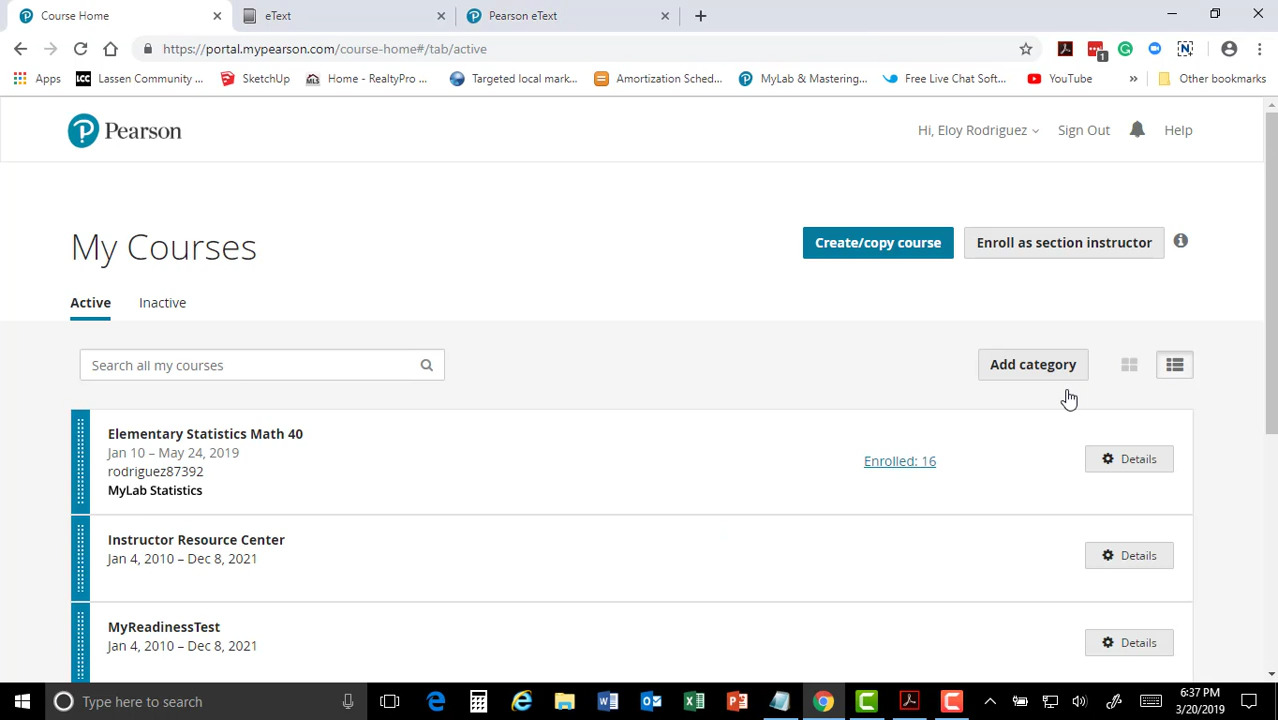 Course Home
eText
Pearson eText
https://portal.mypearson.com/course-home#/tab/active
1
Apps
LCC
Lassen Community ...
SketchUp
Home - RealtyPro ...
Targeted local mark...
Amortization Sched...
MyLab & Mastering...
Free Live Chat Soft...
YouTube
»
Other bookmarks
Pearson
Hi, Eloy Rodriguez
Sign Out
Help
My Courses
Create/copy course
Enroll as section instructor
Active
Inactive
Search all my courses
Add category
Elementary Statistics Math 40
Jan 10 – May 24, 2019
rodriguez87392
MyLab Statistics
Enrolled: 16
Details
Instructor Resource Center
Jan 4, 2010 – Dec 8, 2021
Details
MyReadinessTest
Jan 4, 2010 – Dec 8, 2021
Details
Type here to search
6:37 PM
3/20/2019